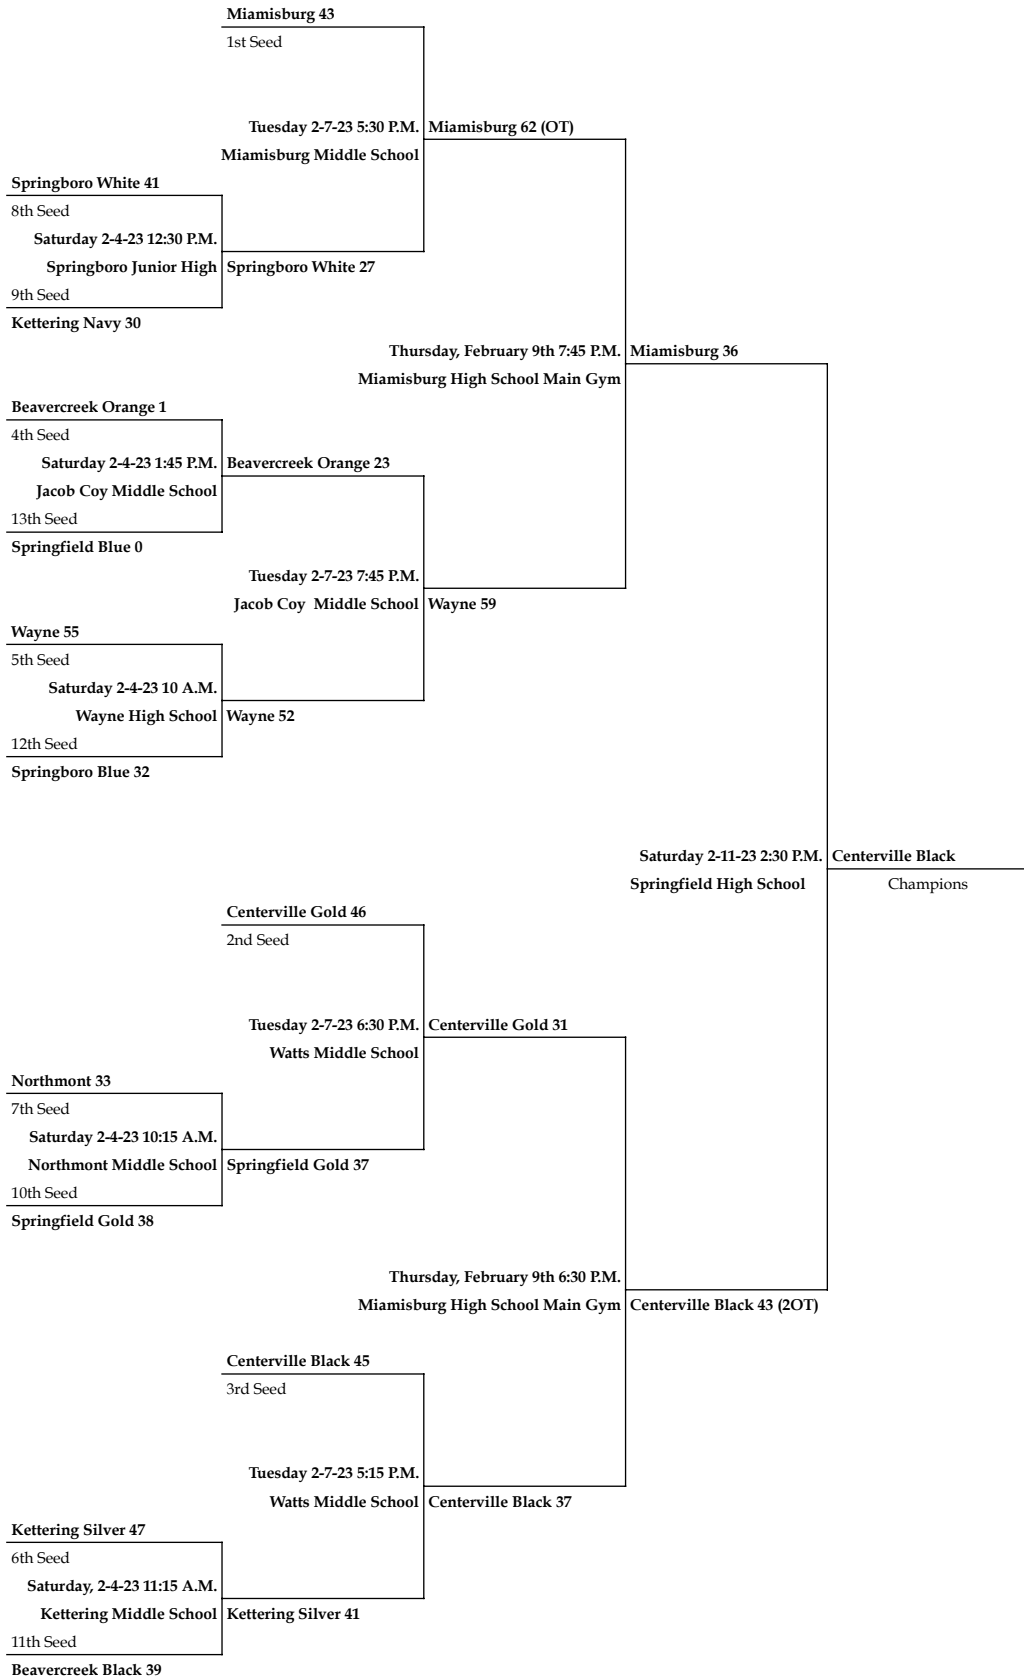 Miamisburg 43
1st Seed
Tuesday 2-7-23 5:30 P.M. Miamisburg 62 (OT)
Miamisburg Middle School
Springboro White 41
8th Seed
Saturday 2-4-23 12:30 P.M.
Springboro Junior High Springboro White 27
9th Seed
Kettering Navy 30
Thursday, February 9th 7:45 P.M. Miamisburg 36
Miamisburg High School Main Gym
Beavercreek Orange 1
4th Seed
Saturday 2-4-23 1:45 P.M. Beavercreek Orange 23
Jacob Coy Middle School
13th Seed
Springfield Blue 0
Tuesday 2-7-23 7:45 P.M.
Jacob Coy Middle School Wayne 59
Wayne 55
5th Seed
Saturday 2-4-23 10 A.M.
Wayne High School Wayne 52
12th Seed
Springboro Blue 32
Saturday 2-11-23 2:30 P.M. Centerville Black
Springfield High School Champions
Centerville Gold 46
2nd Seed
Tuesday 2-7-23 6:30 P.M. Centerville Gold 31
Watts Middle School
Northmont 33
7th Seed
Saturday 2-4-23 10:15 A.M.
Northmont Middle School Springfield Gold 37
10th Seed
Springfield Gold 38
Thursday, February 9th 6:30 P.M.
Miamisburg High School Main Gym Centerville Black 43 (2OT)
Centerville Black 45
3rd Seed
Tuesday 2-7-23 5:15 P.M.
Watts Middle School Centerville Black 37
Kettering Silver 47
6th Seed
Saturday, 2-4-23 11:15 A.M.
Kettering Middle School Kettering Silver 41
11th Seed
Beavercreek Black 39